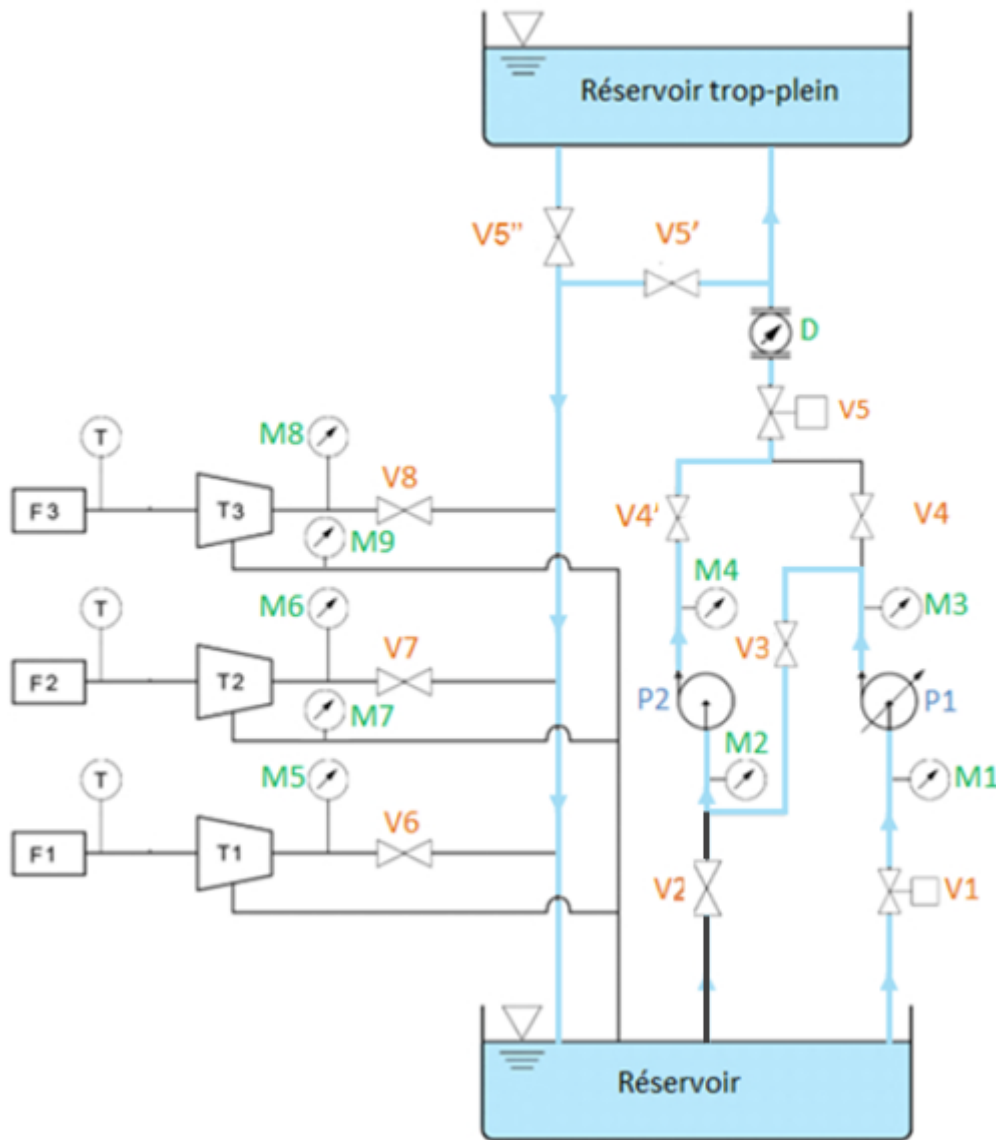 Réservoir trop-plein
V5"
V5'
D
V5
T
M8
V8
F3
T3
V4'
V4
M9
T
M6
M4
M3
V7
V3
F2
T2
P2
P1
M7
M2
T
M5
M1
V6
F1
T1
V2
V1
Réservoir